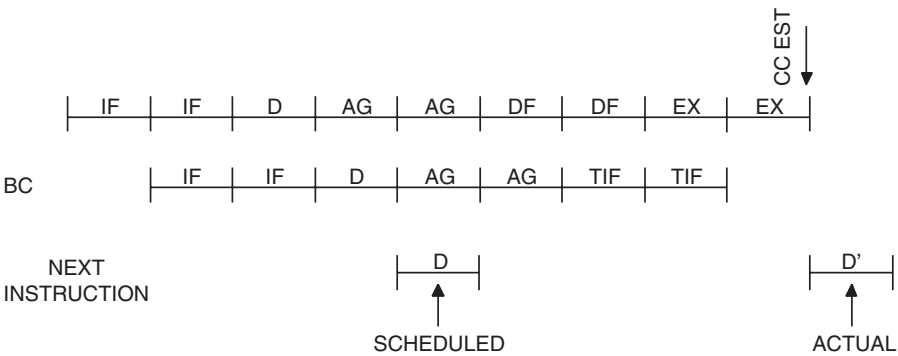 CC EST
IF IF D AG AG DF DF EX EX
BC IF IF D AG AG TIF TIF
NEXT
INSTRUCTION
D D’
SCHEDULED ACTUAL